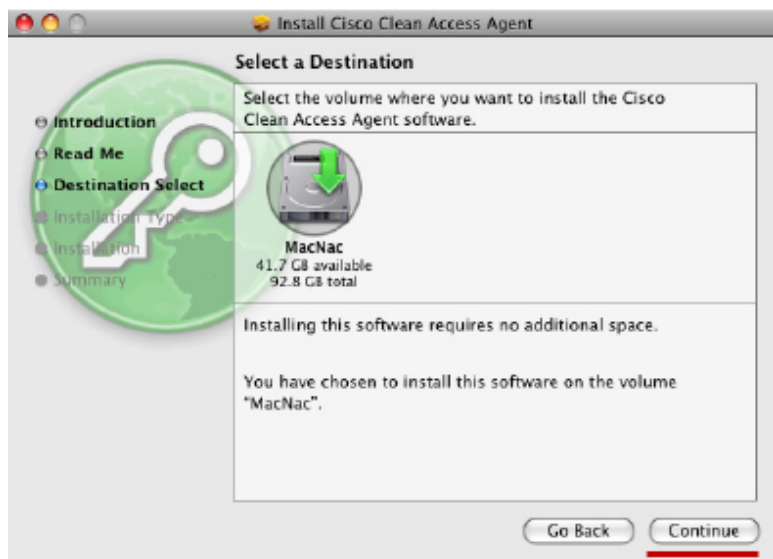 Install Cisco Clean Access Agent
Select a Destination
Introduction
Read Me
Destination Select
Installation Type
Installation
Summary
Select the volume where you want to install the Cisco
Clean Access Agent software.
MacNac
41.7 GB available
92.8 GB total
Installing this software requires no additional space.
You have chosen to install this software on the volume
"MacNac".
Go Back
Continue